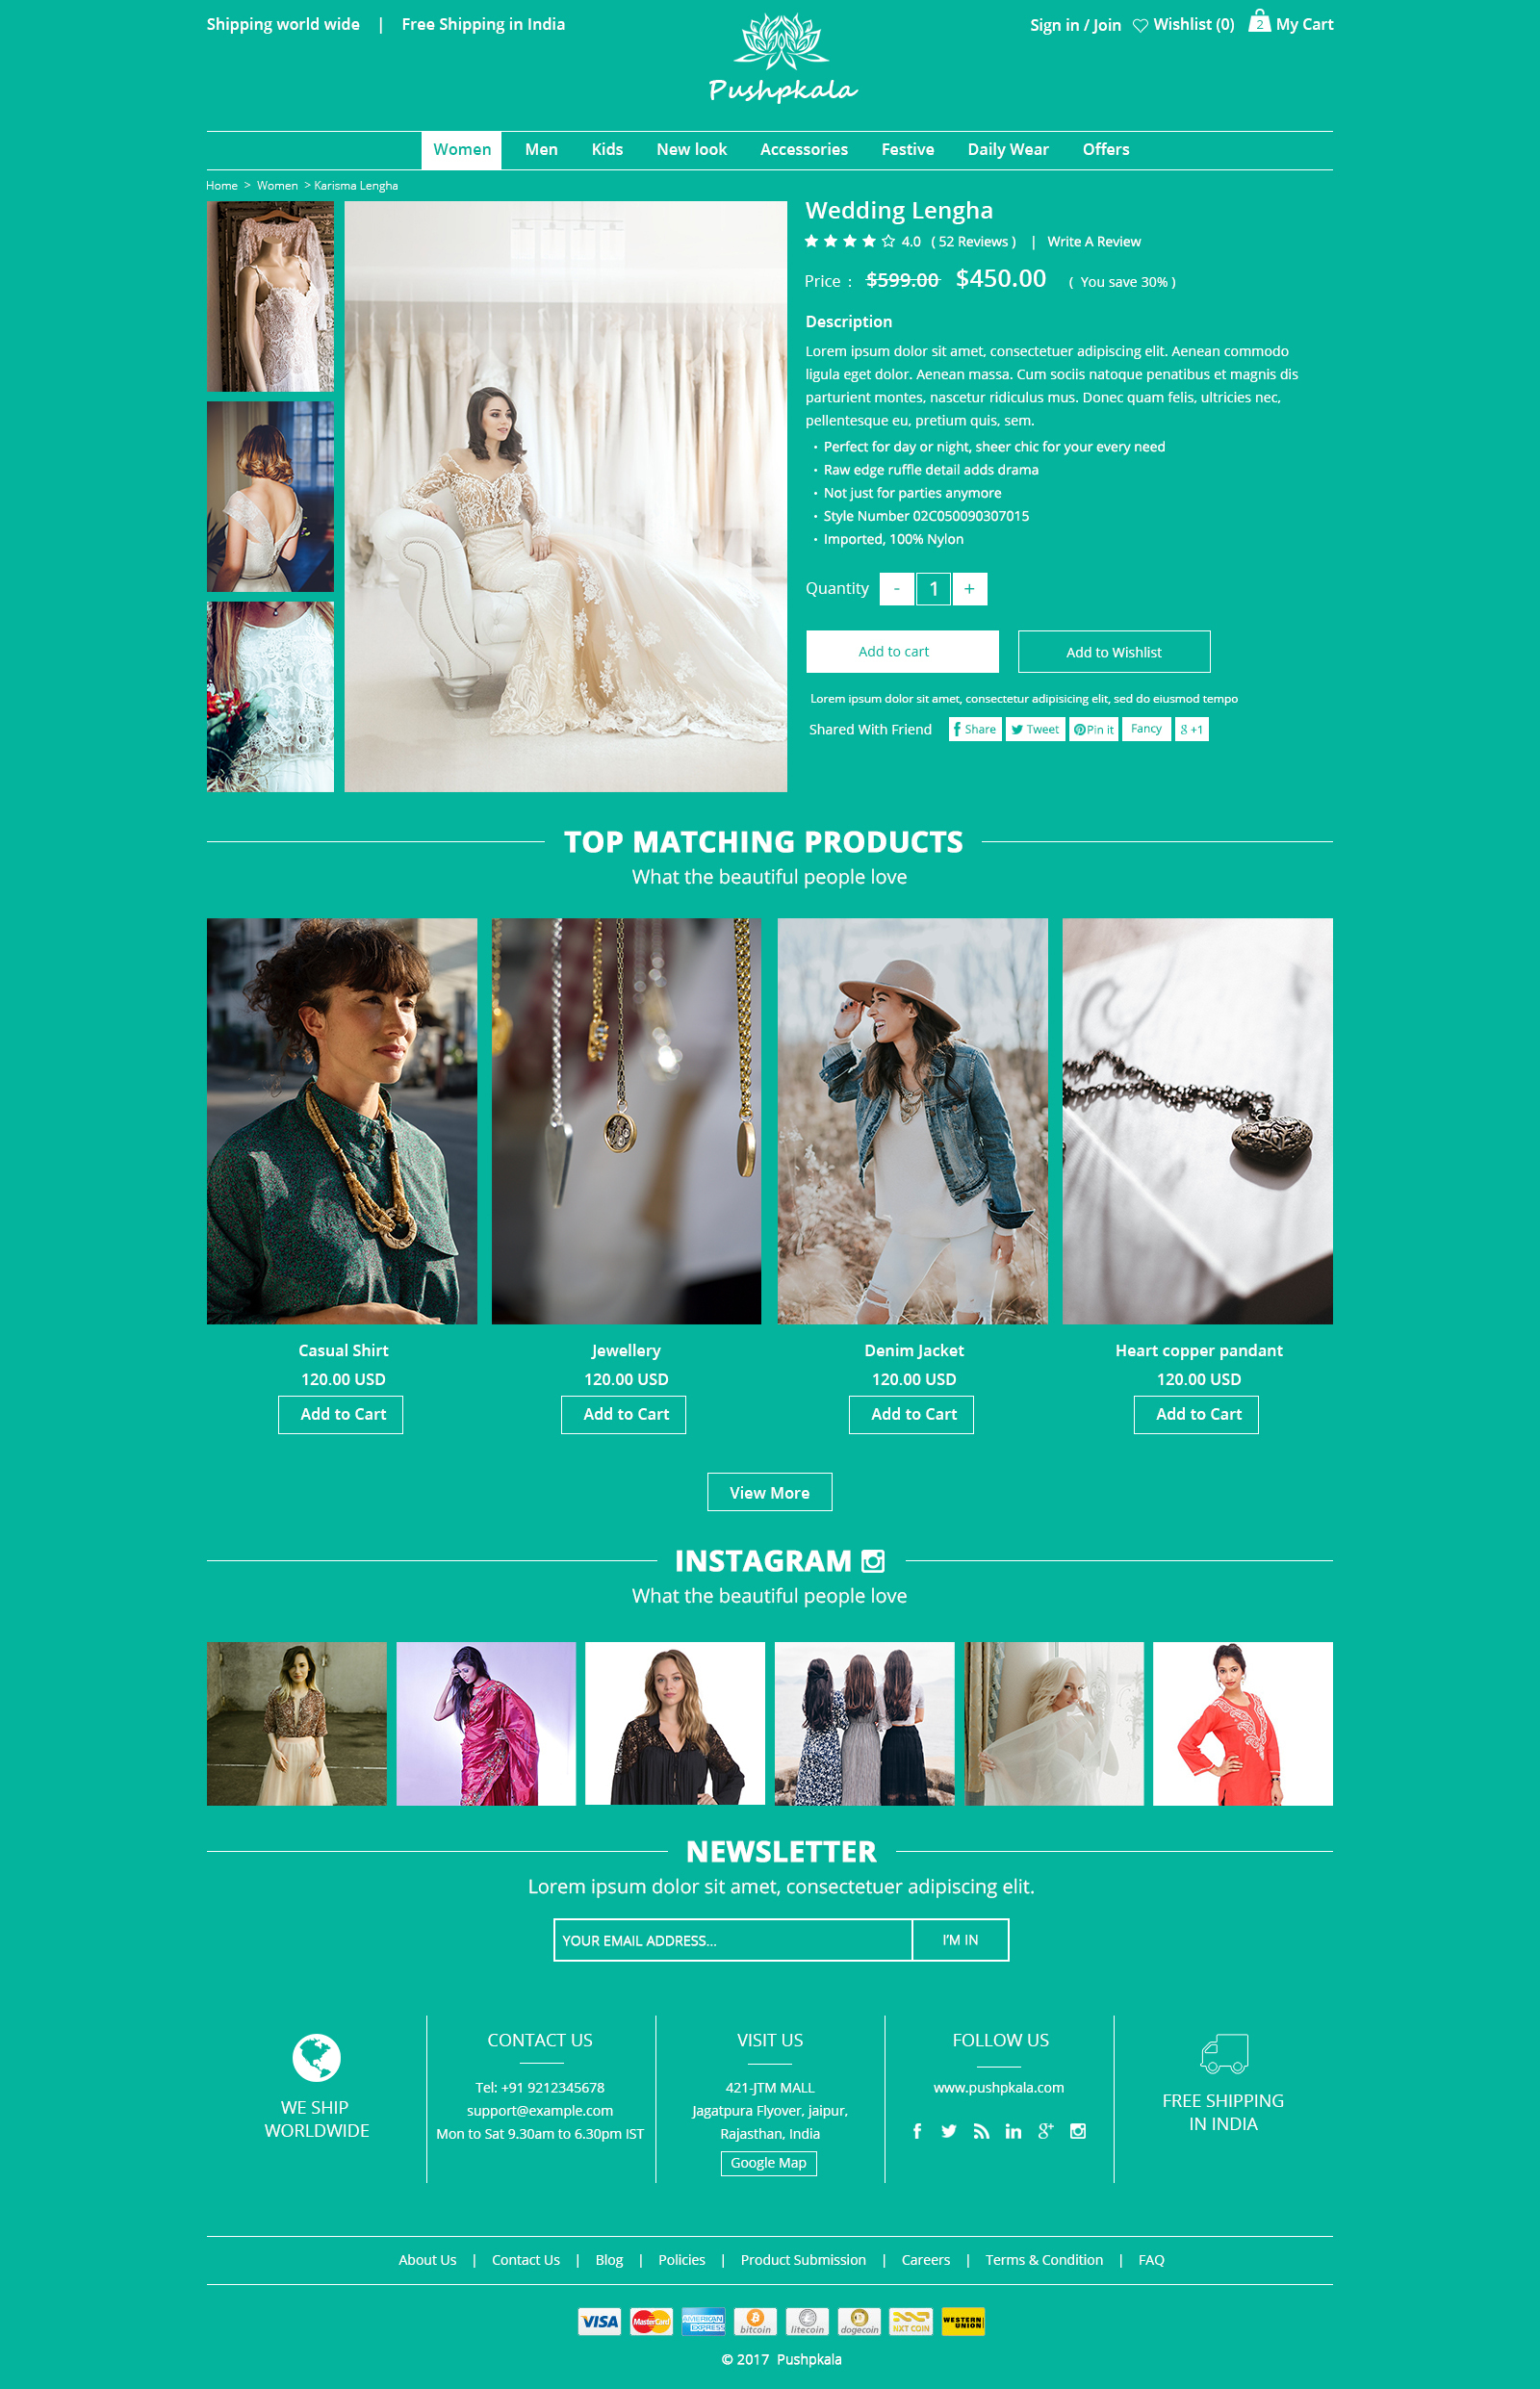 Shipping world wide | Free Shipping in India
Pushpkala
Sign in / Join Wishlist (0) 2 My Cart
Women Men Kids New look Accessories Festive Daily Wear Offers
Home > Women > Karisma Lengha
Wedding Lengha
4.0 ( 52 Reviews ) | Write A Review
Price : $599.00 $450.00 ( You save 30% )
Description
Lorem ipsum dolor sit amet, consectetuer adipiscing elit. Aenean commodo
ligula eget dolor. Aenean massa. Cum sociis natoque penatibus et magnis dis
parturient montes, nascetur ridiculus mus. Donec quam felis, ultricies nec,
pellentesque eu, pretium quis, sem.
• Perfect for day or night, sheer chic for your every need
• Raw edge ruffle detail adds drama
• Not just for parties anymore
• Style Number 02C050090307015
• Imported, 100% Nylon
Quantity - 1 +
Add to cart Add to Wishlist
Lorem ipsum dolor sit amet, consectetur adipisicing elit, sed do eiusmod tempo
Shared With Friend f Share Tweet Pin it Fancy g +1
TOP MATCHING PRODUCTS
What the beautiful people love
Casual Shirt Jewellery Denim Jacket Heart copper pandant
120.00 USD 120.00 USD 120.00 USD 120.00 USD
Add to Cart Add to Cart Add to Cart Add to Cart
View More
INSTAGRAM
What the beautiful people love
NEWSLETTER
Lorem ipsum dolor sit amet, consectetuer adipiscing elit.
YOUR EMAIL ADDRESS... I'M IN
WE SHIP
WORLDWIDE
CONTACT US
Tel: +91 9212345678
support@example.com
Mon to Sat 9.30am to 6.30pm IST
VISIT US
421-JTM MALL
Jagatpura Flyover, jaipur,
Rajasthan, India
Google Map
FOLLOW US
www.pushpkala.com
f in g+
FREE SHIPPING
IN INDIA
About Us | Contact Us | Blog | Policies | Product Submission | Careers | Terms & Condition | FAQ
VISA MasterCard AMERICAN EXPRESS bitcoin litecoin dogecoin NXT COIN WESTERN UNION
© 2017 Pushpkala